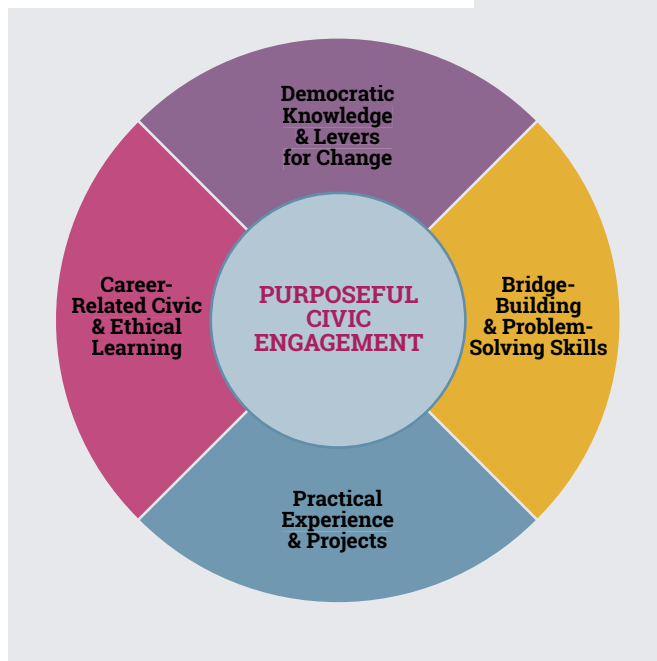 Democratic
Knowledge
& Levers
for Change
Career-
Related Civic
& Ethical
Learning
PURPOSEFUL
CIVIC
ENGAGEMENT
Bridge-
Building
& Problem-
Solving Skills
Practical
Experience
& Projects